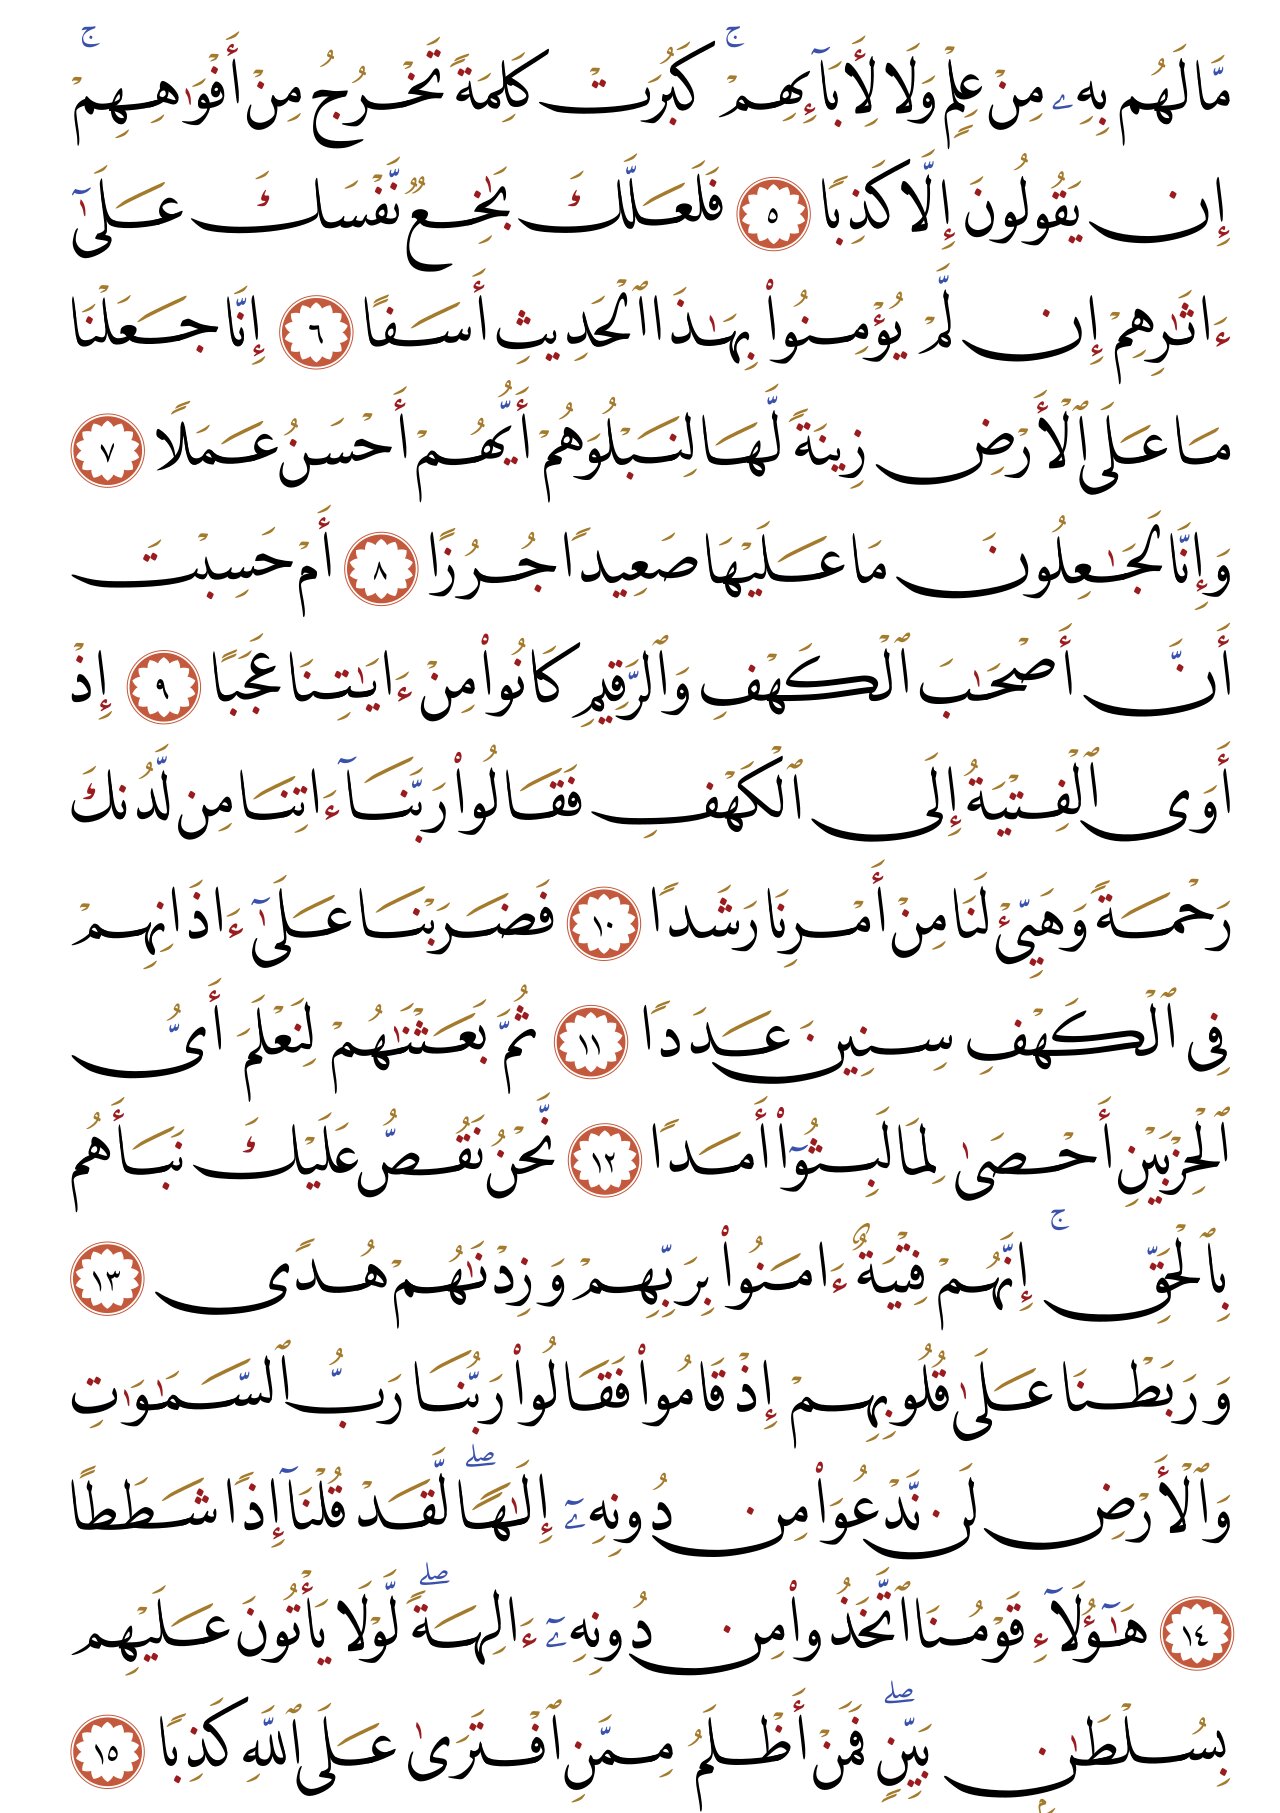 مَّا لَهُم بِهِۦ مِنْ عِلْمٍ وَلَا لِأَبَآئِهِمْ ۚ كَبُرَتْ كَلِمَةً تَخْرُجُ مِنْ أَفْوَٰهِهِمْ ۚ
إِن يَقُولُونَ إِلَّا كَذِبًا ٥ فَلَعَلَّكَ بَٰخِعٌ نَّفْسَكَ عَلَىٰٓ
ءَاثَٰرِهِمْ إِن لَّمْ يُؤْمِنُوا۟ بِهَٰذَا ٱلْحَدِيثِ أَسَفًا ٦ إِنَّا جَعَلْنَا
مَا عَلَى ٱلْأَرْضِ زِينَةً لَّهَا لِنَبْلُوَهُمْ أَيُّهُمْ أَحْسَنُ عَمَلًا ٧
وَإِنَّا لَجَٰعِلُونَ مَا عَلَيْهَا صَعِيدًا جُرُزًا ٨ أَمْ حَسِبْتَ
أَنَّ أَصْحَٰبَ ٱلْكَهْفِ وَٱلرَّقِيمِ كَانُوا۟ مِنْ ءَايَٰتِنَا عَجَبًا ٩ إِذْ
أَوَى ٱلْفِتْيَةُ إِلَى ٱلْكَهْفِ فَقَالُوا۟ رَبَّنَآ ءَاتِنَا مِن لَّدُنكَ
رَحْمَةً وَهَيِّئْ لَنَا مِنْ أَمْرِنَا رَشَدًا ١٠ فَضَرَبْنَا عَلَىٰٓ ءَاذَانِهِمْ
فِى ٱلْكَهْفِ سِنِينَ عَدَدًا ١١ ثُمَّ بَعَثْنَٰهُمْ لِنَعْلَمَ أَىُّ
ٱلْحِزْبَيْنِ أَحْصَىٰ لِمَا لَبِثُوٓا۟ أَمَدًا ١٢ نَّحْنُ نَقُصُّ عَلَيْكَ نَبَأَهُم
بِٱلْحَقِّ ۚ إِنَّهُمْ فِتْيَةٌ ءَامَنُوا۟ بِرَبِّهِمْ وَزِدْنَٰهُمْ هُدًى ١٣
وَرَبَطْنَا عَلَىٰ قُلُوبِهِمْ إِذْ قَامُوا۟ فَقَالُوا۟ رَبُّنَا رَبُّ ٱلسَّمَٰوَٰتِ
وَٱلْأَرْضِ لَن نَّدْعُوَا۟ مِن دُونِهِۦٓ إِلَٰهًا ۖ لَّقَدْ قُلْنَآ إِذًا شَطَطًا
١٤ هَٰٓؤُلَآءِ قَوْمُنَا ٱتَّخَذُوا۟ مِن دُونِهِۦٓ ءَالِهَةً ۖ لَّوْلَا يَأْتُونَ عَلَيْهِم
بِسُلْطَٰنٍۭ بَيِّنٍ ۖ فَمَنْ أَظْلَمُ مِمَّنِ ٱفْتَرَىٰ عَلَى ٱللَّهِ كَذِبًا ١٥